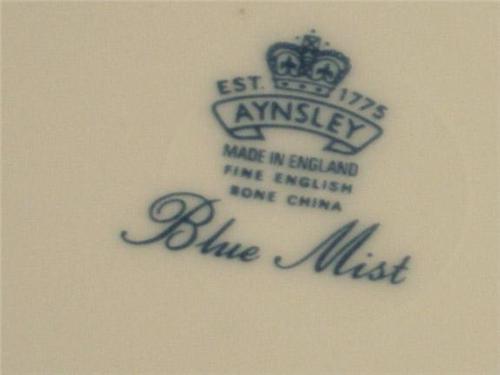 EST. 1775
AYNSLEY
MADE IN ENGLAND
FINE ENGLISH
BONE CHINA
Blue Mist